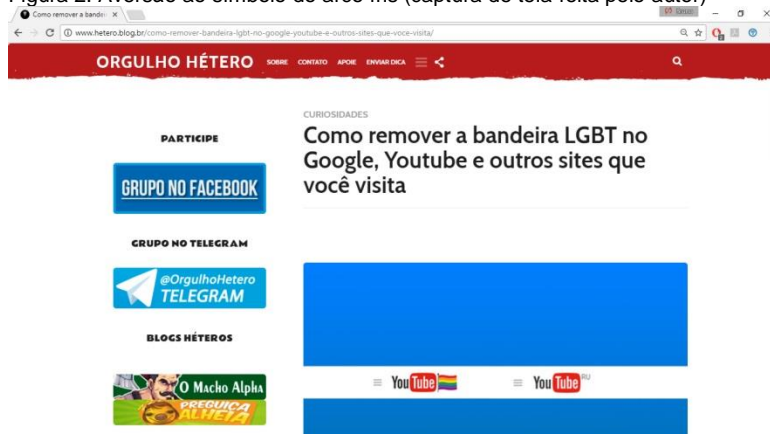 Figura 2: Aversão ao símbolo do arco-íris (captura de tela feita pelo autor)
Como remover a bandei
www.hetero.blog.br/como-remover-bandeira-lgbt-no-google-youtube-e-outros-sites-que-voce-visita/
ORGULHO HÉTERO SOBRE CONTATO APOIE ENVIAR DICA
CURIOSIDADES
Como remover a bandeira LGBT no
Google, Youtube e outros sites que
você visita
PARTICIPE
GRUPO NO FACEBOOK
GRUPO NO TELEGRAM
@OrgulhoHetero
TELEGRAM
BLOGS HÉTEROS
O Macho Alpha
PREGUIÇA
ALHEIA
YouTube
YouTube RU